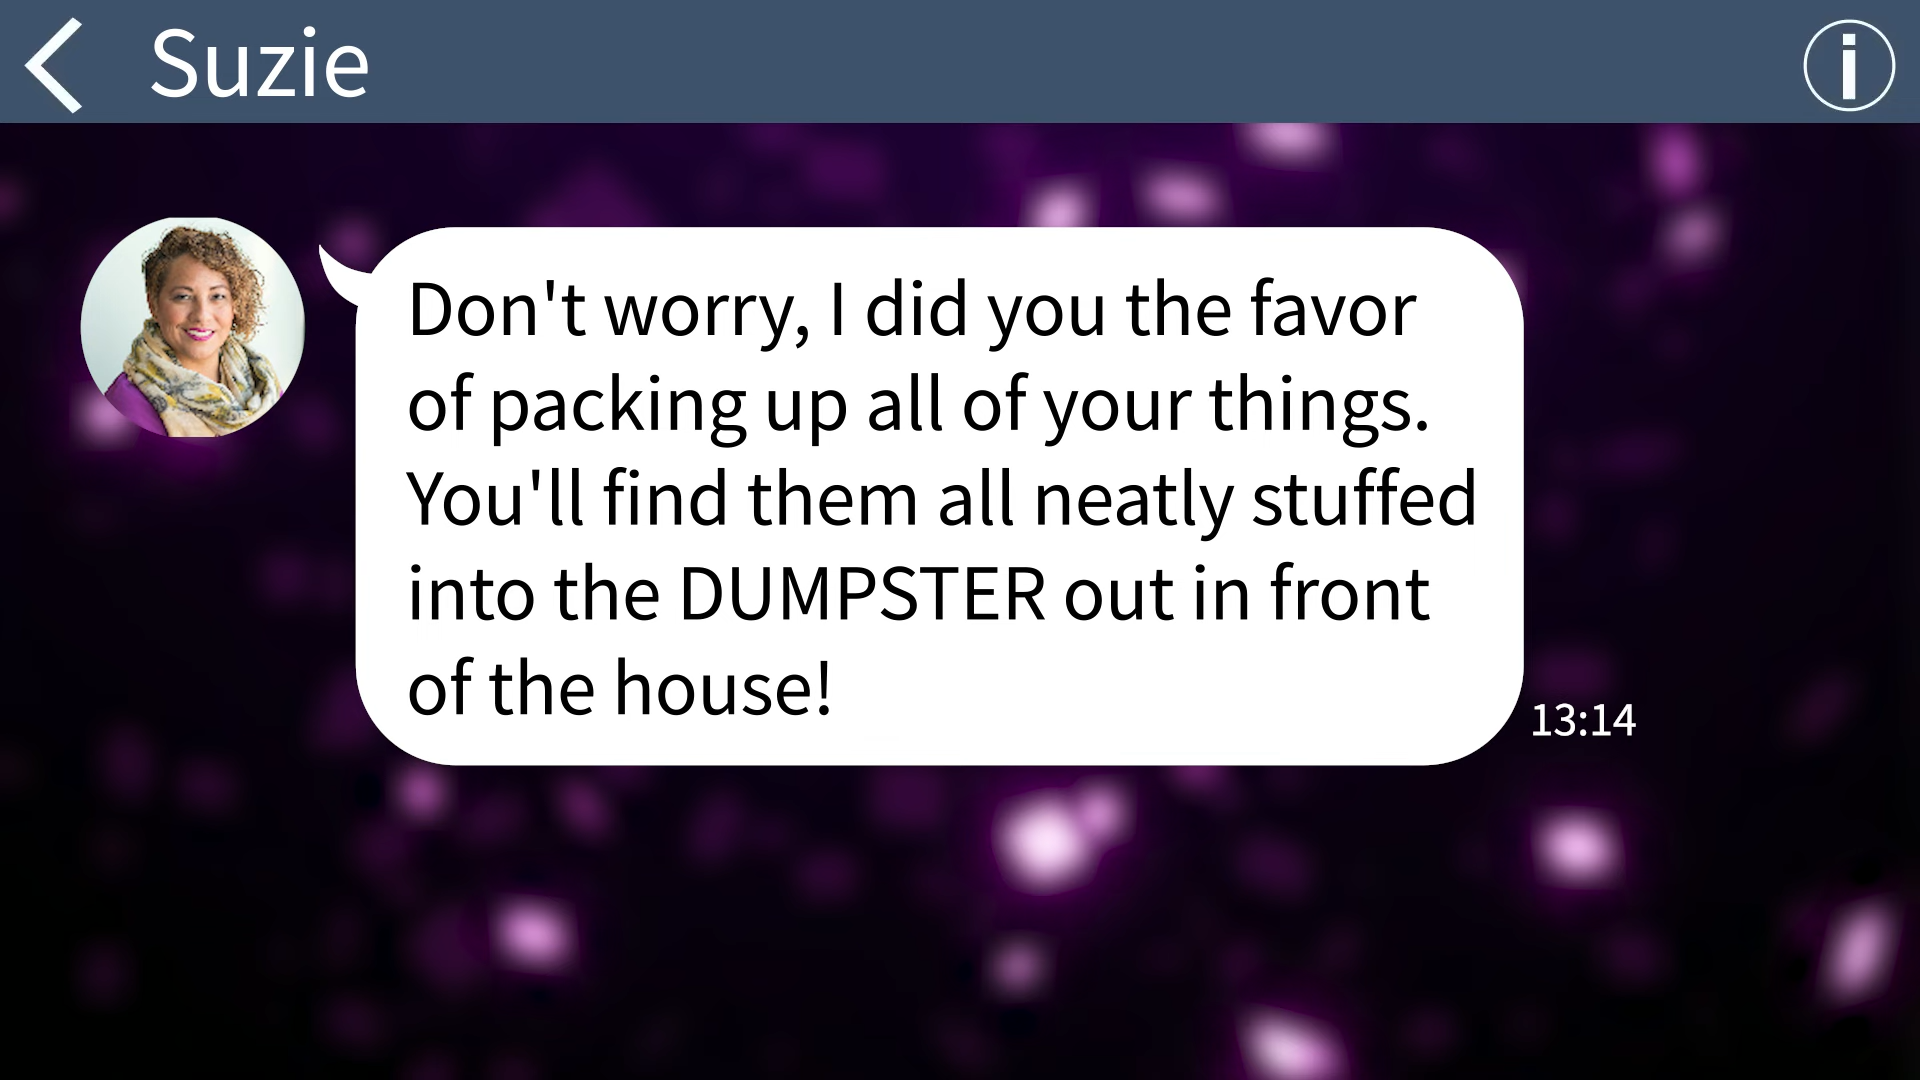 Suzie
Don't worry, I did you the favor
of packing up all of your things.
You'll find them all neatly stuffed
into the DUMPSTER out in front
of the house!
13:14